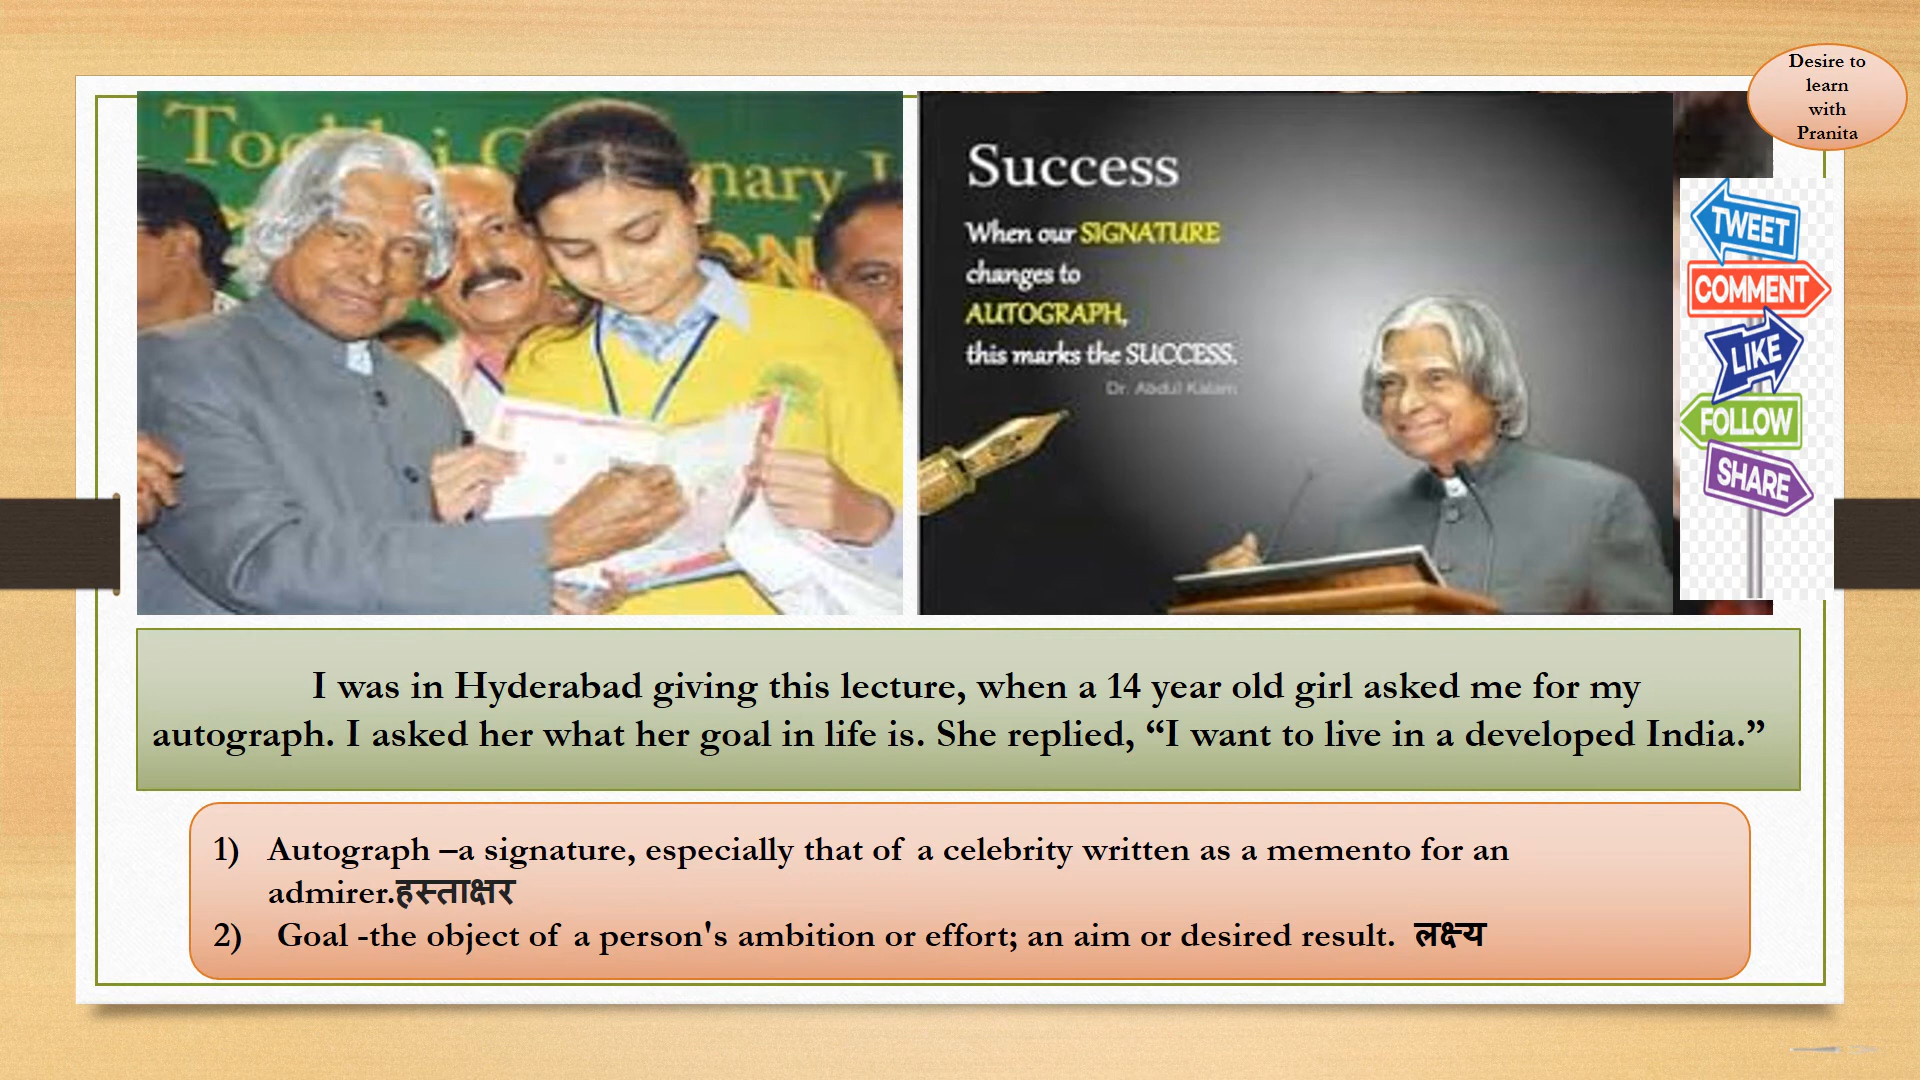 Desire to
learn
with
Pranita
Success
When our SIGNATURE
changes to
AUTOGRAPH,
this marks the SUCCESS.
Dr. Abdul Kalam
TWEET
COMMENT
LIKE
FOLLOW
SHARE
I was in Hyderabad giving this lecture, when a 14 year old girl asked me for my
autograph. I asked her what her goal in life is. She replied, “I want to live in a developed India.”
1) Autograph –a signature, especially that of a celebrity written as a memento for an
admirer.हस्ताक्षर
2) Goal -the object of a person's ambition or effort; an aim or desired result. लक्ष्य